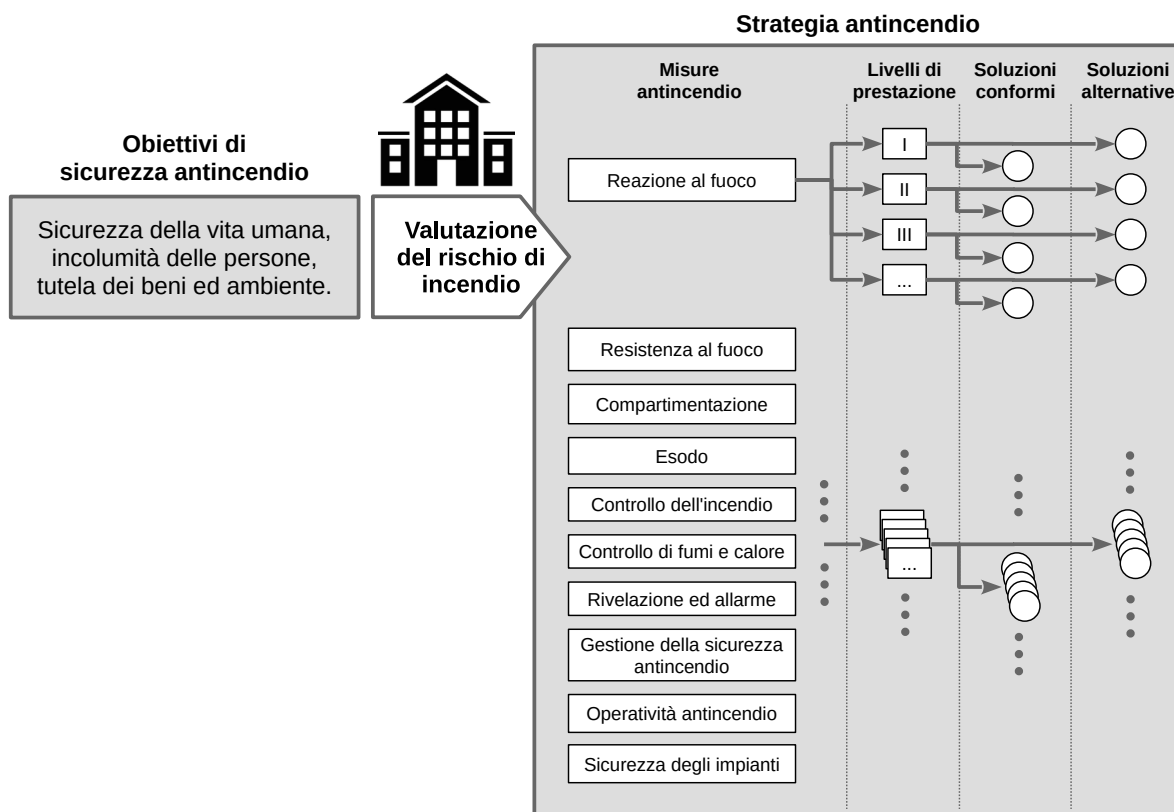 Strategia antincendio
Misure
antincendio
Livelli di
prestazione
Soluzioni
conformi
Soluzioni
alternative
Obiettivi di
sicurezza antincendio
Sicurezza della vita umana,
incolumità delle persone,
tutela dei beni ed ambiente.
Valutazione
del rischio di
incendio
Reazione al fuoco
I
II
III
...
Resistenza al fuoco
Compartimentazione
Esodo
Controllo dell'incendio
Controllo di fumi e calore
...
Rivelazione ed allarme
Gestione della sicurezza
antincendio
Operatività antincendio
Sicurezza degli impianti